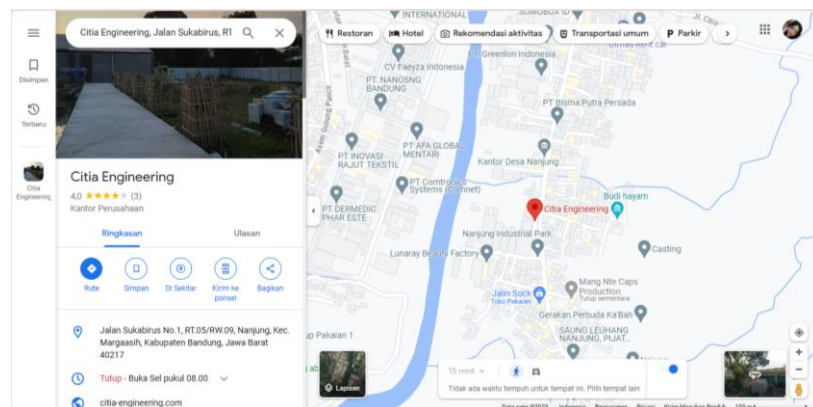 Citia Engineering, Jalan Sukabirus, RT
Disimpan
Terbaru
Citia
Engineering
Citia Engineering
4,0 ★★★★★ (3)
Kantor Perusahaan
Ringkasan
Ulasan
Rute
Simpan
Di Sekitar
Kirim ke
ponsel
Bagikan
Jalan Sukabirus No.1, RT.05/RW.09, Nanjung, Kec.
Margaasih, Kabupaten Bandung, Jawa Barat
40217
Tutup · Buka Sel pukul 08.00
citia-engineering.com
INTERNATIONAL
Restoran
Hotel
Rekomendasi aktivitas
Transportasi umum
P Parkir
PT Greenlon Indonesia
CV Faeyza Indonesia
PT. NANOSNG
BANDUNG
PT Bisma Putra Persada
PT AFA GLOBAL
MENTARI
PT INOVASI
RAJUT TEKSTIL
Kantor Desa Nanjung
PT Comtronics
Systems (Comnet)
Budi hayam
PT DERMEDIC
PHAR ESTE
Citia Engineering
Nanjung Industrial Park
Lunaray Beauty Factory
Casting
Mang Nte Caps
Production
Tutup sementara
Jalin Sock
Toko Pakaian
Gerakan Pemuda Ka'Bah
SAUNG LEUHANG
NANJUNG, PIJAT...
up Pakaian 1
Lapisan
15 mnt
Tidak ada waktu tempuh untuk tempat ini. Pilih tempat lain